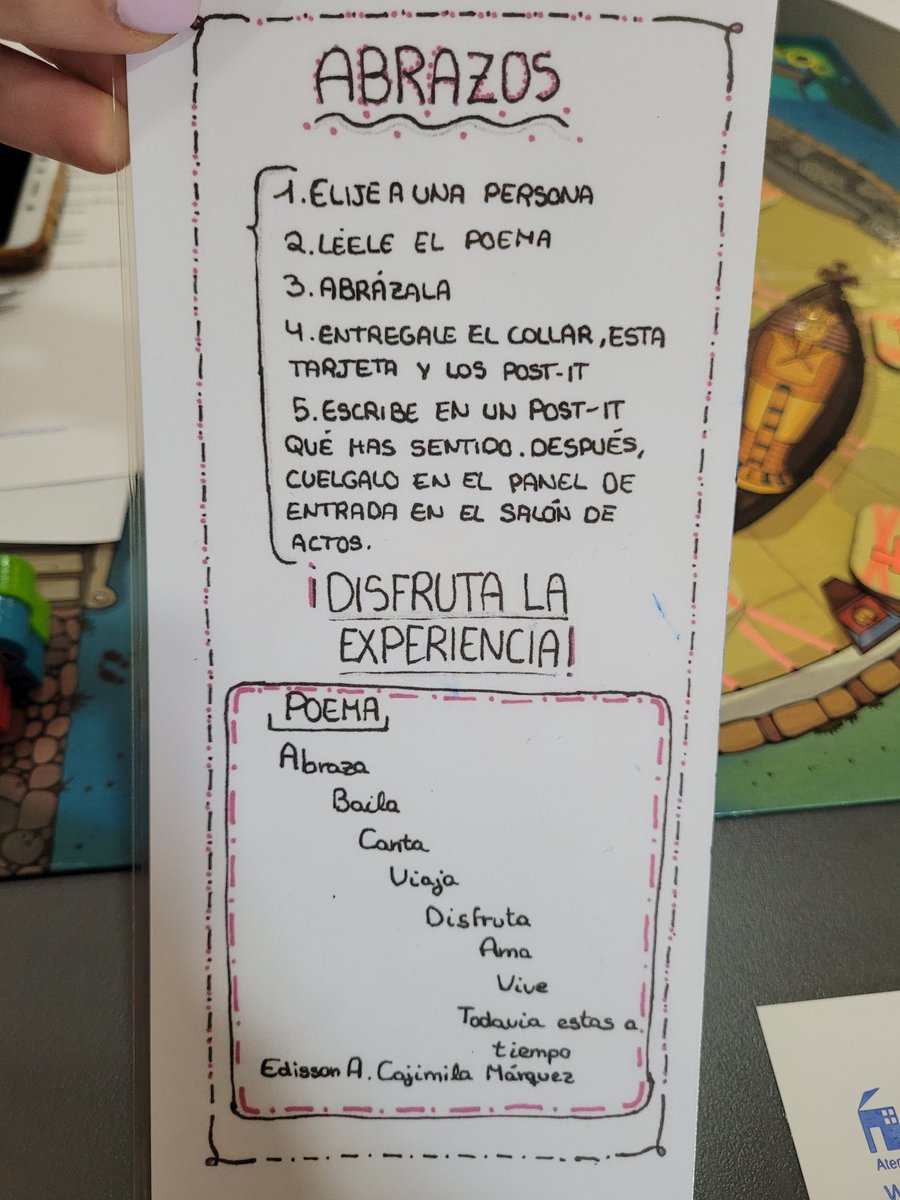 ABRAZOS
1. ELIJE A UNA PERSONA
2. LÉELE EL POEMA
3. ABRÁZALA
4. ENTREGALE EL COLLAR, ESTA
TARJETA Y LOS POST-IT
5. ESCRIBE EN UN POST-IT
QUÉ HAS SENTIDO. DESPUÉS,
CUELGALO EN EL PANEL DE
ENTRADA EN EL SALÓN DE
ACTOS.
¡DISFRUTA LA
EXPERIENCIA!
POEMA
Abraza
Baila
Canta
Viaja
Disfruta
Ama
Vive
Todavia estas a
tiempo
Edisson A. Cajimila Márquez